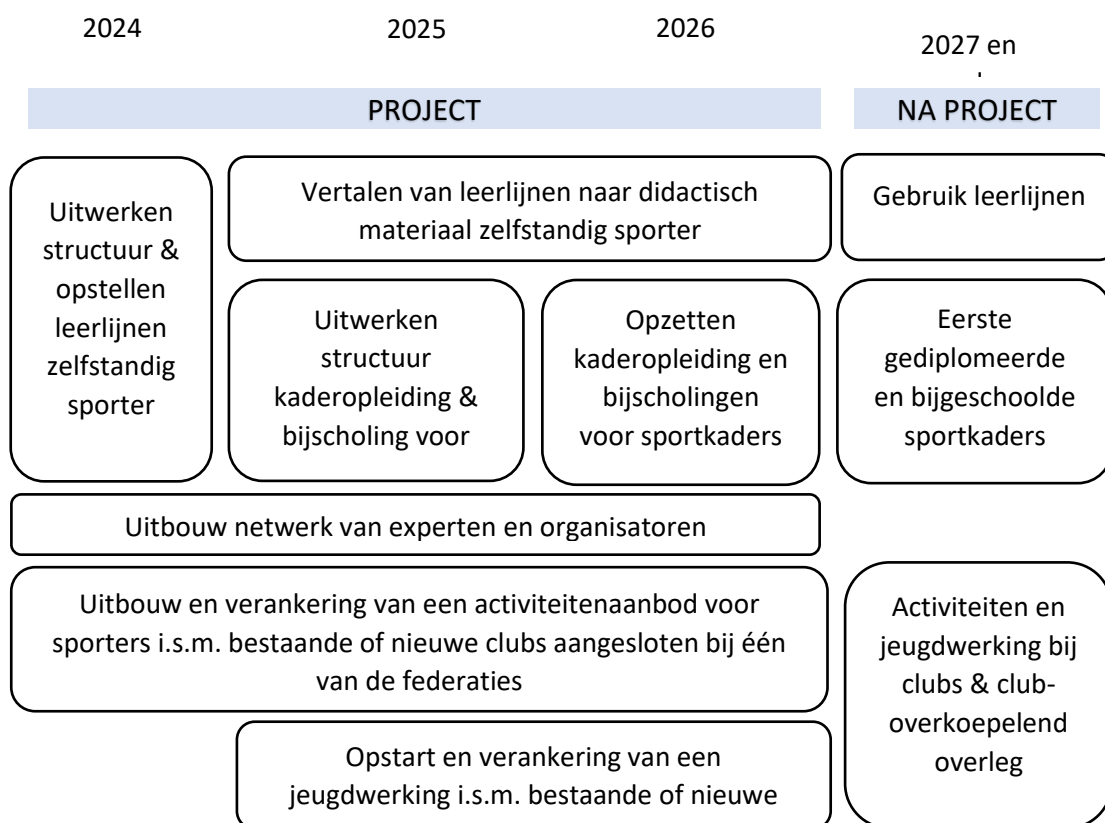 2024
2025
2026
2027 en
PROJECT
NA PROJECT
Uitwerken
structuur &
opstellen
leerlijnen
zelfstandig
sporter
Vertalen van leerlijnen naar didactisch
materiaal zelfstandig sporter
Gebruik leerlijnen
Uitwerken
structuur
kaderopleiding &
bijscholing voor
Opzetten
kaderopleiding en
bijscholingen
voor sportkaders
Eerste
gediplomeerde
en bijgeschoolde
sportkaders
Uitbouw netwerk van experten en organisatoren
Uitbouw en verankering van een activiteitenaanbod voor
sporters i.s.m. bestaande of nieuwe clubs aangesloten bij één
van de federaties
Activiteiten en
jeugdwerking bij
clubs & club-
overkoepelend
overleg
Opstart en verankering van een
jeugdwerking i.s.m. bestaande of nieuwe